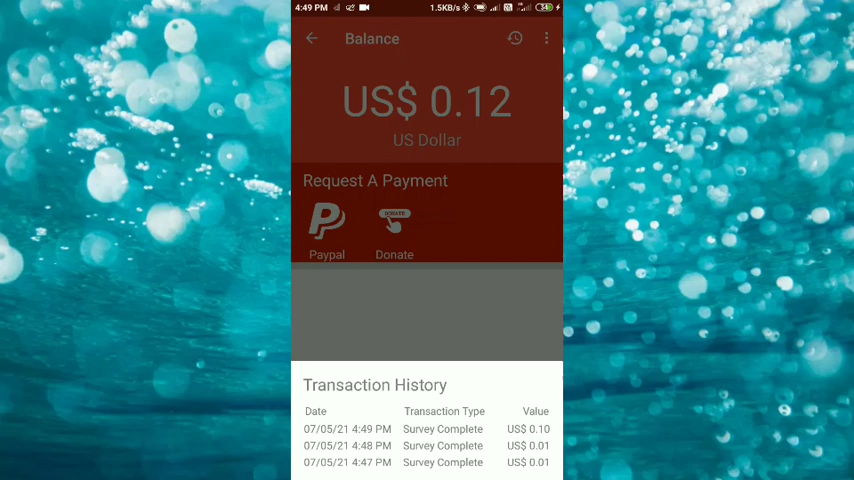 4:49 PM 1.5KB/s 34
Balance
US$ 0.12
US Dollar
Request A Payment
DONATE
Paypal Donate
Transaction History
Date Transaction Type Value
07/05/21 4:49 PM Survey Complete US$ 0.10
07/05/21 4:48 PM Survey Complete US$ 0.01
07/05/21 4:47 PM Survey Complete US$ 0.01